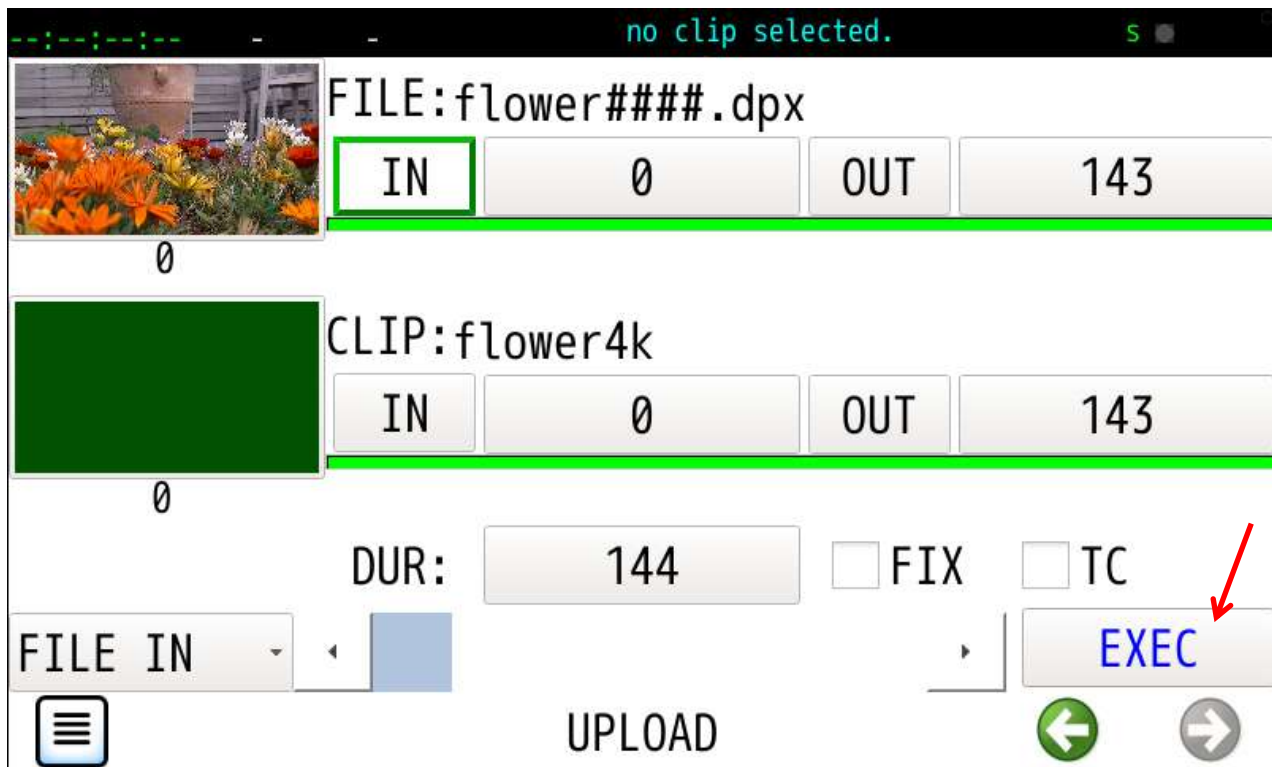 --:--:--:-- - - no clip selected. S
FILE:flower####.dpx
IN 0 OUT 143
0
CLIP:flower4k
IN 0 OUT 143
0
DUR: 144 FIX TC
FILE IN EXEC
UPLOAD